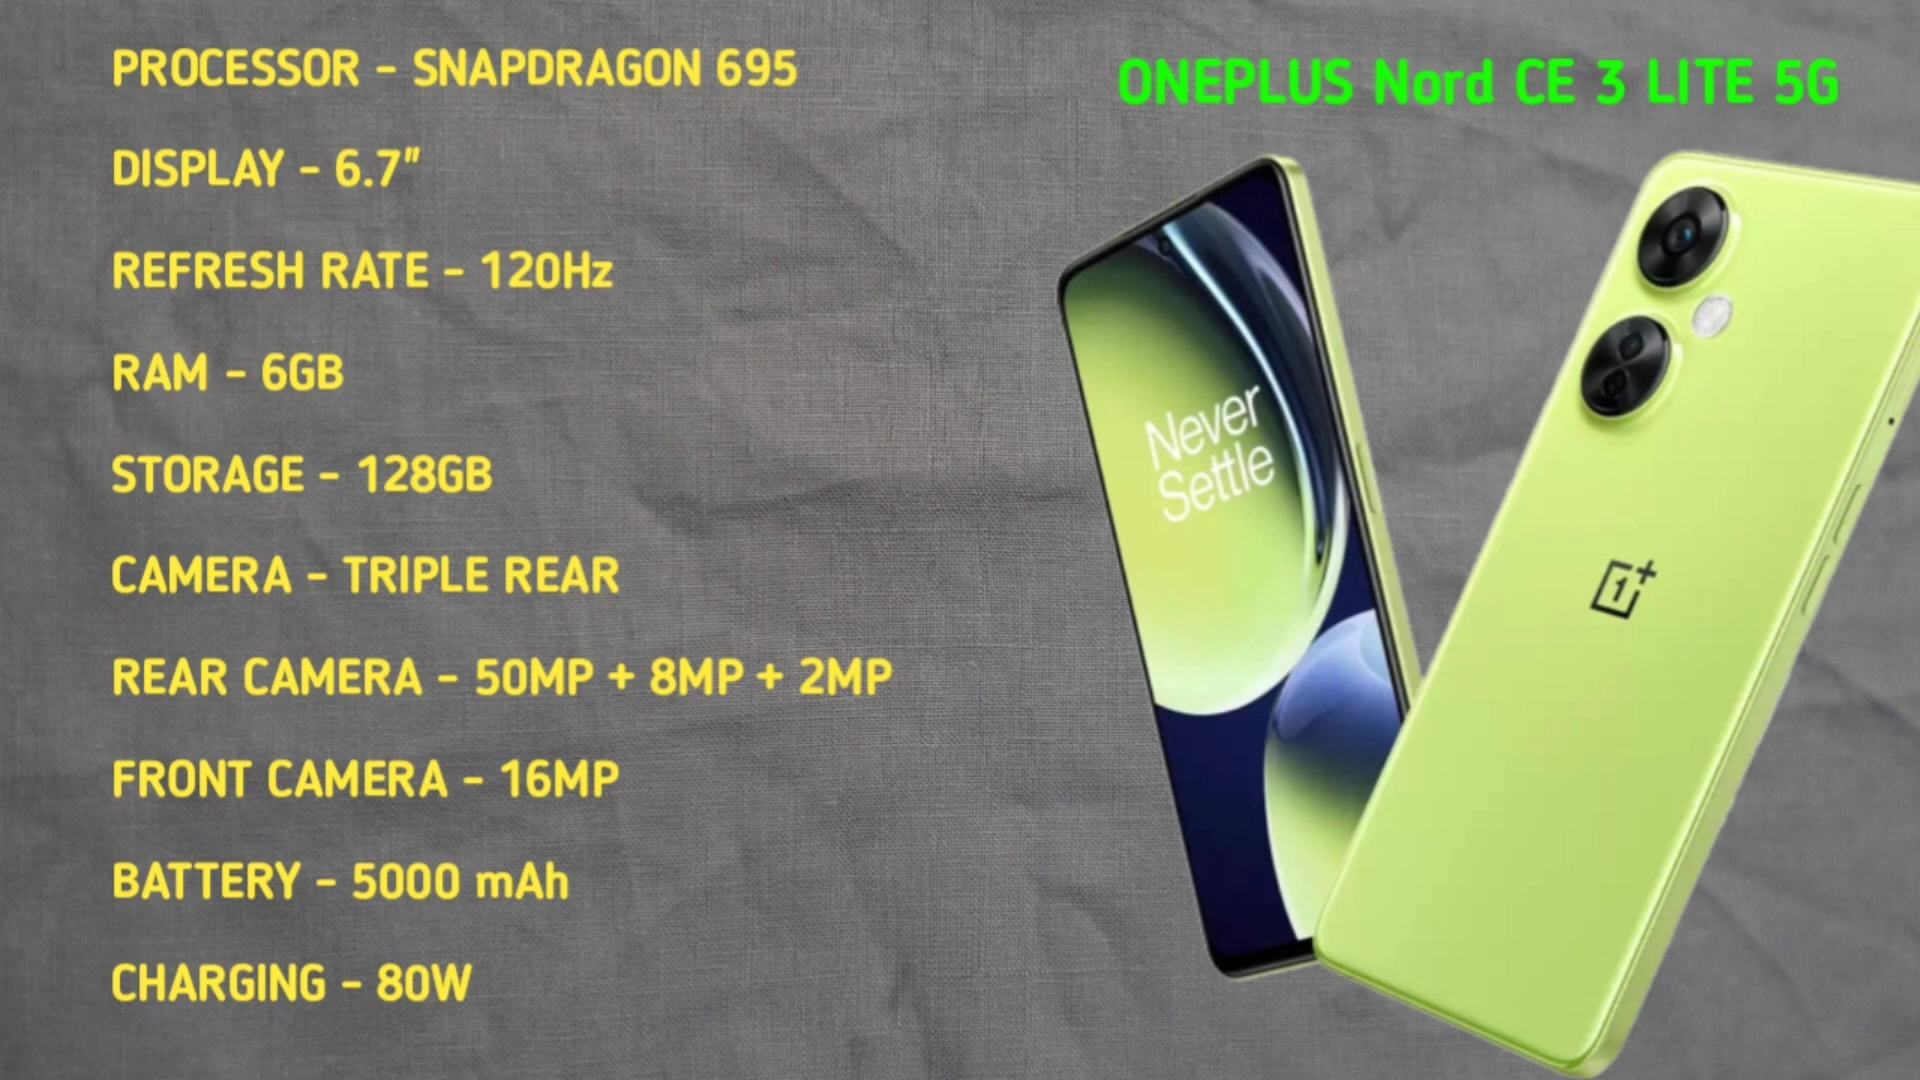 PROCESSOR - SNAPDRAGON 695
ONEPLUS Nord CE 3 LITE 5G
DISPLAY - 6.7"
REFRESH RATE - 120Hz
RAM - 6GB
STORAGE - 128GB
CAMERA - TRIPLE REAR
REAR CAMERA - 50MP + 8MP + 2MP
FRONT CAMERA - 16MP
BATTERY - 5000 mAh
CHARGING - 80W
Never
Settle
1+